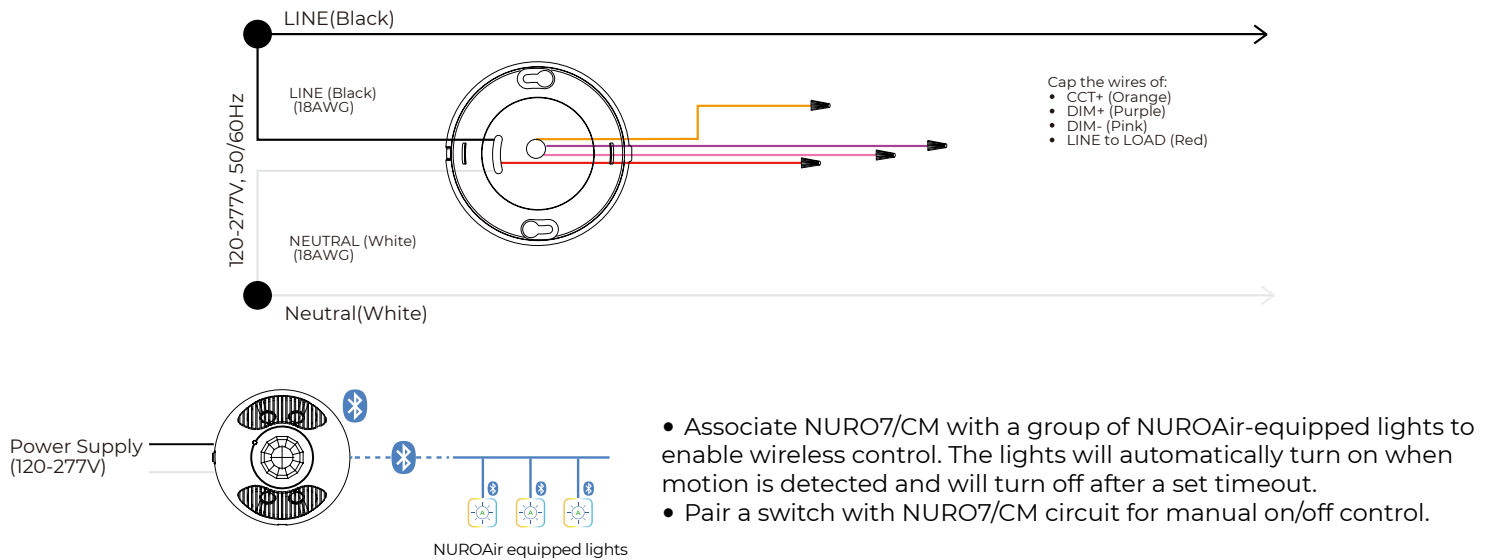 LINE(Black)
LINE (Black)
(18AWG)
120-277V, 50/60Hz
NEUTRAL (White)
(18AWG)
Neutral(White)
Cap the wires of:
• CCT+ (Orange)
• DIM+ (Purple)
• DIM- (Pink)
• LINE to LOAD (Red)
Power Supply
(120-277V)
A A A
NUROAir equipped lights
• Associate NURO7/CM with a group of NUROAir-equipped lights to
enable wireless control. The lights will automatically turn on when
motion is detected and will turn off after a set timeout.
• Pair a switch with NURO7/CM circuit for manual on/off control.